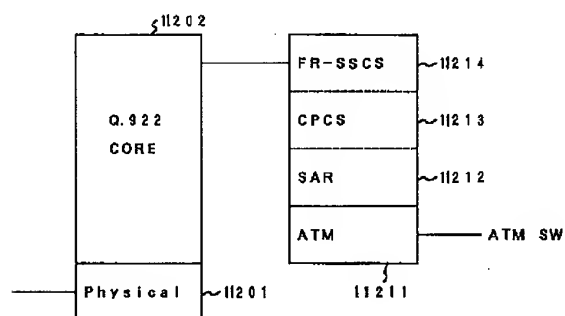 11202
FR-SSCS
11214
Q.922
CORE
CPCS
11213
SAR
11212
ATM
ATM SW
Physical
11201
11211